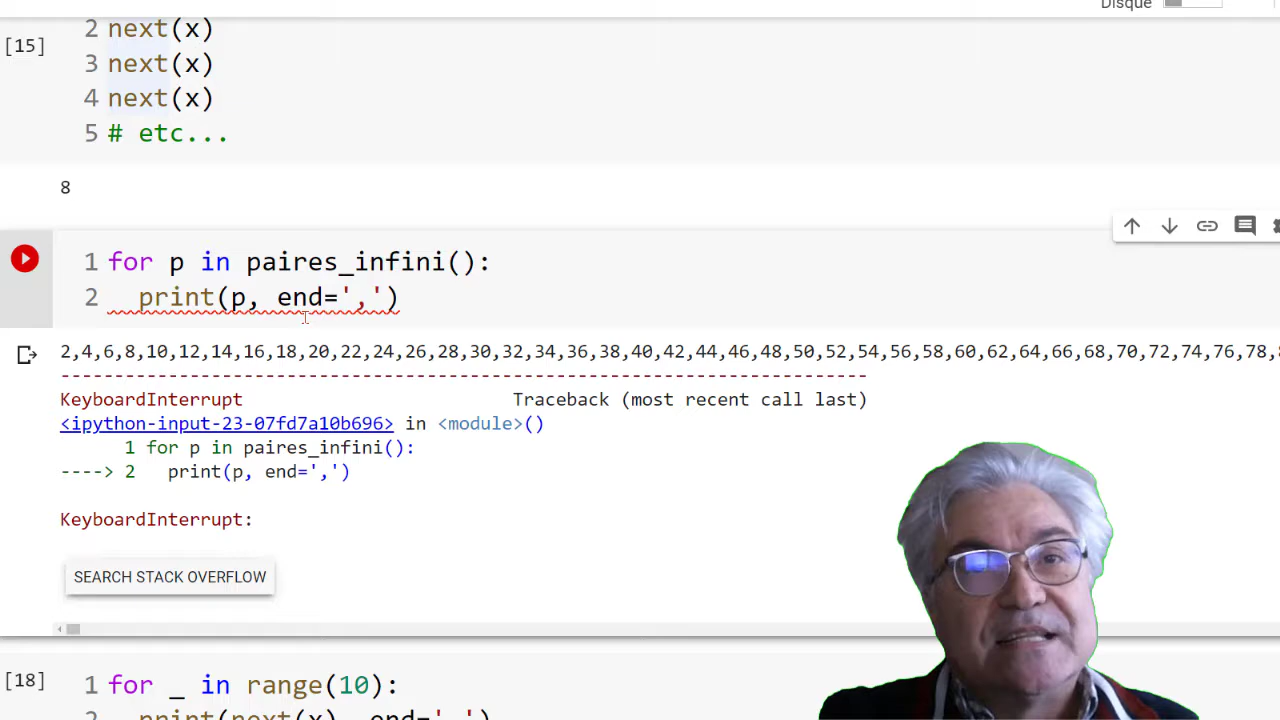 Disque
[15]
2 next(x)
3 next(x)
4 next(x)
5 # etc...
8
1 for p in paires_infini():
2 print(p, end=',')
2,4,6,8,10,12,14,16,18,20,22,24,26,28,30,32,34,36,38,40,42,44,46,48,50,52,54,56,58,60,62,64,66,68,70,72,74,76,78,
---------------------------------------------------------------------------
KeyboardInterrupt Traceback (most recent call last)
<ipython-input-23-07fd7a10b696> in <module>()
1 for p in paires_infini():
----> 2 print(p, end=',')
KeyboardInterrupt:
SEARCH STACK OVERFLOW
[18]
1 for _ in range(10):
2 print(next(x), end=',')